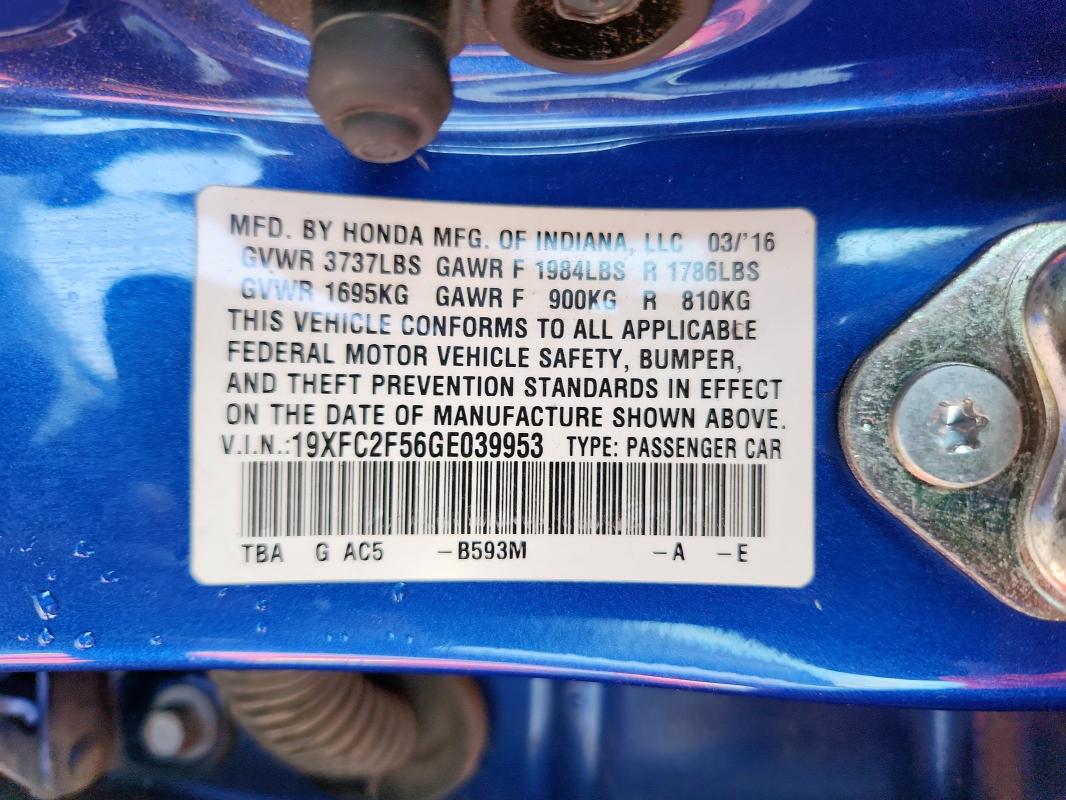 MFD. BY HONDA MFG. OF INDIANA, LLC 03/'16
GVWR 3737LBS GAWR F 1984LBS R 1786LBS
GVWR 1695KG GAWR F 900KG R 810KG
THIS VEHICLE CONFORMS TO ALL APPLICABLE
FEDERAL MOTOR VEHICLE SAFETY, BUMPER,
AND THEFT PREVENTION STANDARDS IN EFFECT
ON THE DATE OF MANUFACTURE SHOWN ABOVE.
V.I.N.:19XFC2F56GE039953 TYPE: PASSENGER CAR
TBA G AC5 –B593M –A –E